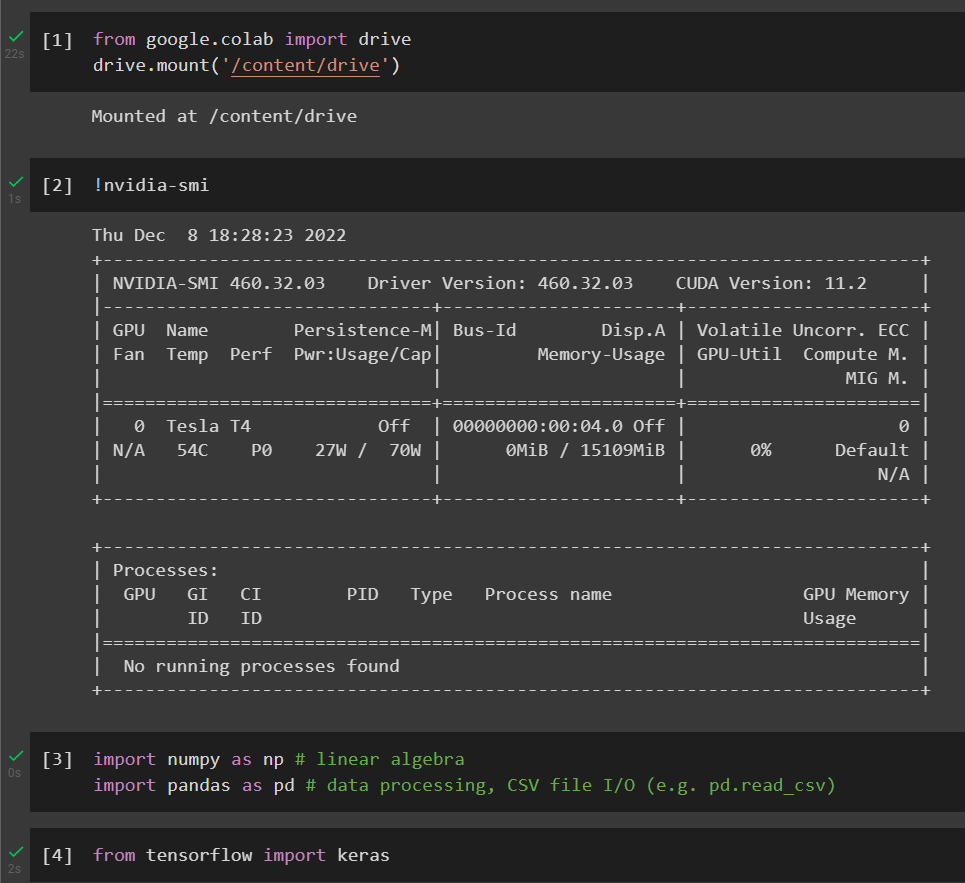 [1] from google.colab import drive
drive.mount('/content/drive')
22s
Mounted at /content/drive
[2] !nvidia-smi
1s
Thu Dec  8 18:28:23 2022
+-----------------------------------------------------------------------------+
| NVIDIA-SMI 460.32.03    Driver Version: 460.32.03    CUDA Version: 11.2     |
|-------------------------------+----------------------+----------------------+
| GPU  Name        Persistence-M| Bus-Id        Disp.A | Volatile Uncorr. ECC |
| Fan  Temp  Perf  Pwr:Usage/Cap|         Memory-Usage | GPU-Util  Compute M. |
|                               |                      |               MIG M. |
|===============================+======================+======================|
|   0  Tesla T4            Off  | 00000000:00:04.0 Off |                    0 |
| N/A   54C    P0    27W /  70W |      0MiB / 15109MiB |      0%      Default |
|                               |                      |                  N/A |
+-------------------------------+----------------------+----------------------+
+-----------------------------------------------------------------------------+
| Processes:                                                                  |
|  GPU   GI   CI        PID   Type   Process name                  GPU Memory |
|        ID   ID                                                   Usage      |
|=============================================================================|
|  No running processes found                                                 |
+-----------------------------------------------------------------------------+
[3] import numpy as np # linear algebra
import pandas as pd # data processing, CSV file I/O (e.g. pd.read_csv)
0s
[4] from tensorflow import keras
2s